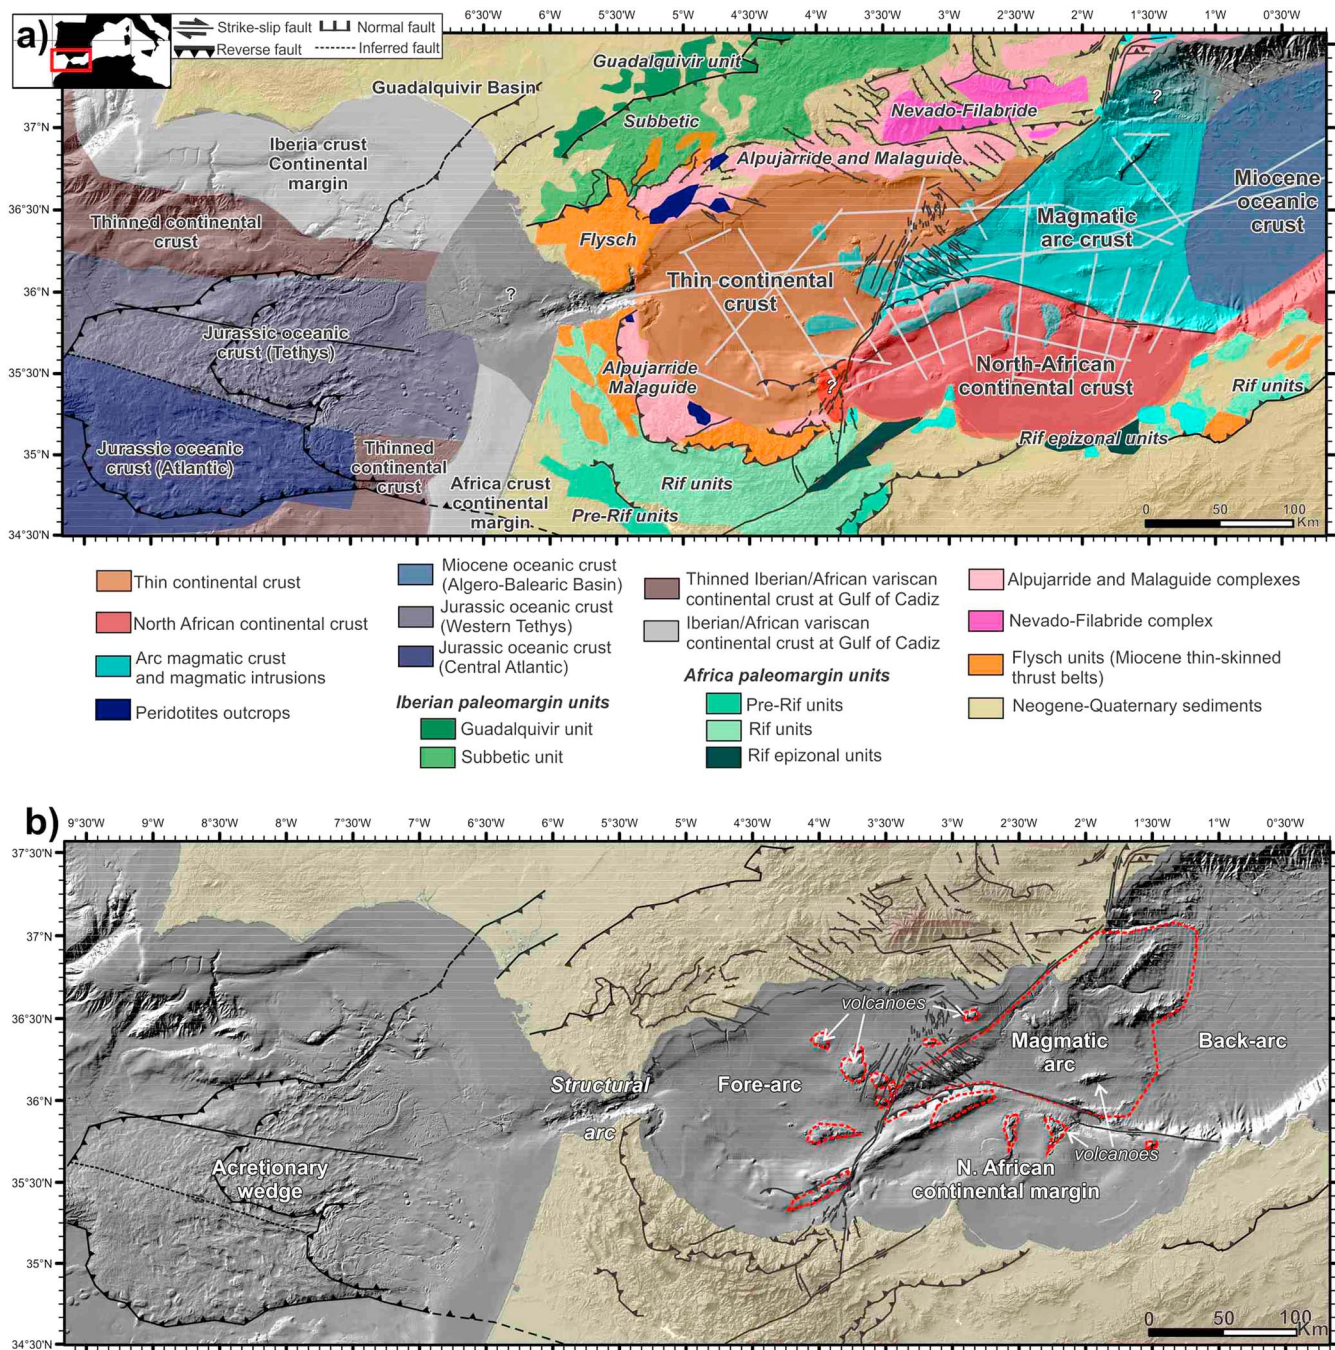 a)
Strike-slip fault
Normal fault
Reverse fault
Inferred fault
6°30'W 6°W 5°30'W 5°W 4°30'W 4°W 3°30'W 3°W 2°30'W 2°W 1°30'W 1°W 0°30'W
37°N
36°30'N
36°N
35°30'N
35°N
34°30'N
Guadalquivir unit
Guadalquivir Basin
Subbetic
Nevado-Filabride
?
Iberia crust
Continental
margin
Alpujarride and Malaguide
Miocene
oceanic
crust
Thinned continental
crust
Flysch
Magmatic
arc crust
?
Thin continental
crust
Jurassic oceanic
crust (Tethys)
Alpujarride
Malaguide
?
North-African
continental crust
Rif units
Jurassic oceanic
crust (Atlantic)
Thinned
continental
crust
Rif epizonal units
Africa crust
continental
margin
Rif units
Pre-Rif units
0 50 100
Km
Thin continental crust
North African continental crust
Arc magmatic crust
and magmatic intrusions
Peridotites outcrops
Miocene oceanic crust
(Algero-Balearic Basin)
Jurassic oceanic crust
(Western Tethys)
Jurassic oceanic crust
(Central Atlantic)
Iberian paleomargin units
Guadalquivir unit
Subbetic unit
Thinned Iberian/African variscan
continental crust at Gulf of Cadiz
Iberian/African variscan
continental crust at Gulf of Cadiz
Africa paleomargin units
Pre-Rif units
Rif units
Rif epizonal units
Alpujarride and Malaguide complexes
Nevado-Filabride complex
Flysch units (Miocene thin-skinned
thrust belts)
Neogene-Quaternary sediments
b)
9°30'W 9°W 8°30'W 8°W 7°30'W 7°W 6°30'W 6°W 5°30'W 5°W 4°30'W 4°W 3°30'W 3°W 2°30'W 2°W 1°30'W 1°W 0°30'W
37°30'N
37°N
36°30'N
36°N
35°30'N
35°N
34°30'N
volcanoes
Magmatic
arc
Back-arc
Fore-arc
Structural
arc
volcanoes
Acretionary
wedge
N. African
continental margin
0 50 100
Km